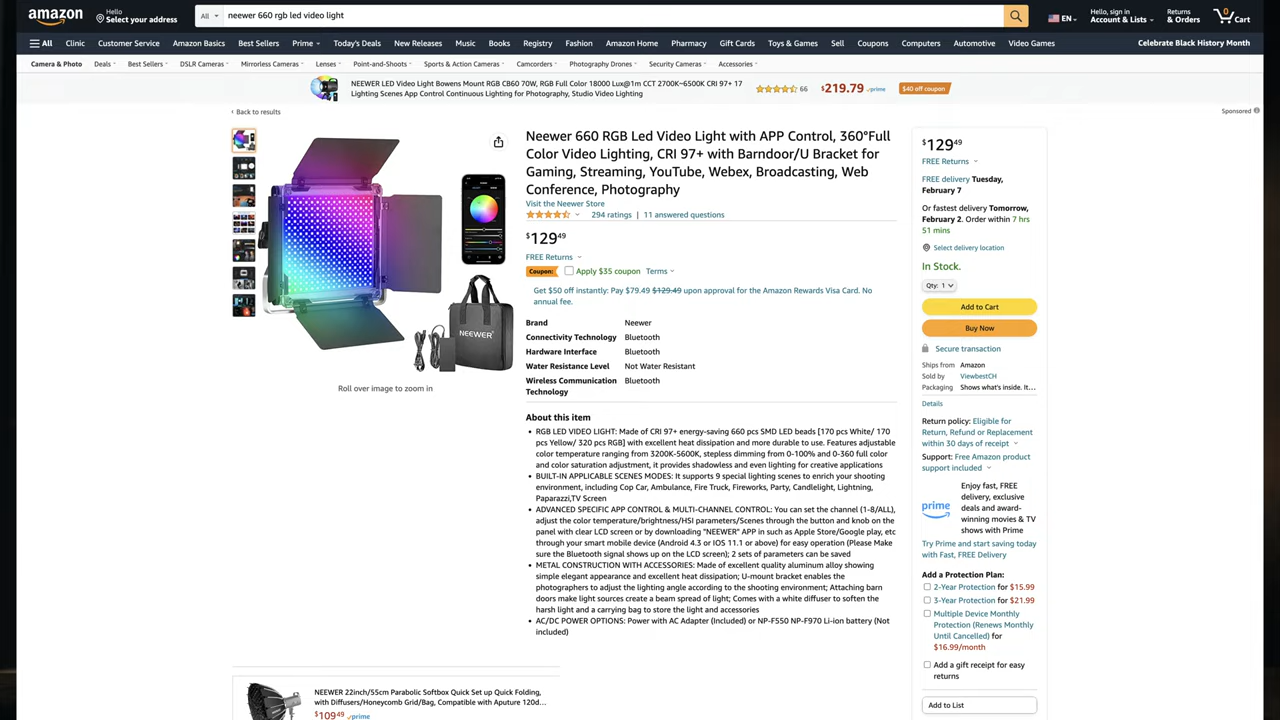 amazon
Hello
Select your address
All
neewer 660 rgb led video light
EN
Hello, sign in
Account & Lists
Returns
& Orders
0
Cart
All
Clinic
Customer Service
Amazon Basics
Best Sellers
Prime
Today's Deals
New Releases
Music
Books
Registry
Fashion
Amazon Home
Pharmacy
Gift Cards
Toys & Games
Sell
Coupons
Computers
Automotive
Video Games
Celebrate Black History Month
Camera & Photo
Deals
Best Sellers
DSLR Cameras
Mirrorless Cameras
Lenses
Point-and-Shoots
Sports & Action Cameras
Camcorders
Photography Drones
Security Cameras
Accessories
NEEWER LED Video Light Bowens Mount RGB CB60 70W, RGB Full Color 18000 Lux@1m CCT 2700K~6500K CRI 97+ 17
Lighting Scenes App Control Continuous Lighting for Photography, Studio Video Lighting
66
$219.79 prime
$40 off coupon
Sponsored
‹ Back to results
Neewer 660 RGB Led Video Light with APP Control, 360°Full
Color Video Lighting, CRI 97+ with Barndoor/U Bracket for
Gaming, Streaming, YouTube, Webex, Broadcasting, Web
Conference, Photography
Visit the Neewer Store
294 ratings | 11 answered questions
$129 49
FREE Returns
Coupon:
Apply $35 coupon
Terms
Get $50 off instantly: Pay $79.49 $129.49 upon approval for the Amazon Rewards Visa Card. No
annual fee.
NEEWER
Roll over image to zoom in
Brand Neewer
Connectivity Technology Bluetooth
Hardware Interface Bluetooth
Water Resistance Level Not Water Resistant
Wireless Communication Bluetooth
Technology
About this item
• RGB LED VIDEO LIGHT: Made of CRI 97+ energy-saving 660 pcs SMD LED beads [170 pcs White/ 170
pcs Yellow/ 320 pcs RGB] with excellent heat dissipation and more durable to use. Features adjustable
color temperature ranging from 3200K-5600K, stepless dimming from 0-100% and 0-360 full color
and color saturation adjustment, it provides shadowless and even lighting for creative applications
• BUILT-IN APPLICABLE SCENES MODES: It supports 9 special lighting scenes to enrich your shooting
environment, including Cop Car, Ambulance, Fire Truck, Fireworks, Party, Candlelight, Lightning,
Paparazzi,TV Screen
• ADVANCED SPECIFIC APP CONTROL & MULTI-CHANNEL CONTROL: You can set the channel (1-8/ALL),
adjust the color temperature/brightness/HSI parameters/Scenes through the button and knob on the
panel with clear LCD screen or by downloading "NEEWER" APP in such as Apple Store/Google play, etc
through your smart mobile device (Android 4.3 or IOS 11.1 or above) for easy operation (Please Make
sure the Bluetooth signal shows up on the LCD screen); 2 sets of parameters can be saved
• METAL CONSTRUCTION WITH ACCESSORIES: Made of excellent quality aluminum alloy showing
simple elegant appearance and excellent heat dissipation; U-mount bracket enables the
photographers to adjust the lighting angle according to the shooting environment; Attaching barn
doors make light sources create a beam spread of light; Comes with a white diffuser to soften the
harsh light and a carrying bag to store the light and accessories
• AC/DC POWER OPTIONS: Power with AC Adapter (Included) or NP-F550 NP-F970 Li-ion battery (Not
included)
$129 49
FREE Returns
FREE delivery Tuesday,
February 7
Or fastest delivery Tomorrow,
February 2. Order within 7 hrs
51 mins
Select delivery location
In Stock.
Qty: 1
Add to Cart
Buy Now
Secure transaction
Ships from Amazon
Sold by ViewbestCH
Packaging Shows what's inside. It...
Details
Return policy: Eligible for
Return, Refund or Replacement
within 30 days of receipt
Support: Free Amazon product
support included
prime
Enjoy fast, FREE
delivery, exclusive
deals and award-
winning movies & TV
shows with Prime
Try Prime and start saving today
with Fast, FREE Delivery
Add a Protection Plan:
2-Year Protection for $15.99
3-Year Protection for $21.99
Multiple Device Monthly
Protection (Renews Monthly
Until Cancelled) for
$16.99/month
Add a gift receipt for easy
returns
Add to List
NEEWER 22inch/55cm Parabolic Softbox Quick Set up Quick Folding,
with Diffusers/Honeycomb Grid/Bag, Compatible with Aputure 120d...
$109 49 prime